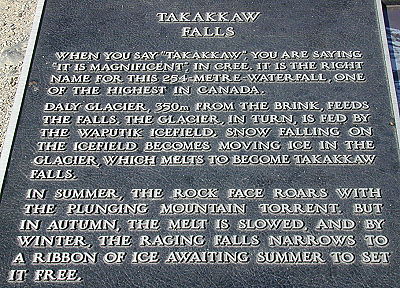 TAKAKKAW
FALLS
WHEN YOU SAY "TAKAKKAW" YOU ARE SAYING
"IT IS MAGNIFICENT", IN CREE. IT IS THE RIGHT
NAME FOR THIS 254-METRE-WATERFALL, ONE
OF THE HIGHEST IN CANADA.
DALY GLACIER, 350m FROM THE BRINK, FEEDS
THE FALLS. THE GLACIER, IN TURN, IS FED BY
THE WAPUTIK ICEFIELD. SNOW FALLING ON
THE ICEFIELD BECOMES MOVING ICE IN THE
GLACIER, WHICH MELTS TO BECOME TAKAKKAW
FALLS.
IN SUMMER, THE ROCK FACE ROARS WITH
THE PLUNGING MOUNTAIN TORRENT. BUT
IN AUTUMN, THE MELT IS SLOWED, AND BY
WINTER, THE RAGING FALLS NARROWS TO
A RIBBON OF ICE AWAITING SUMMER TO SET
IT FREE.